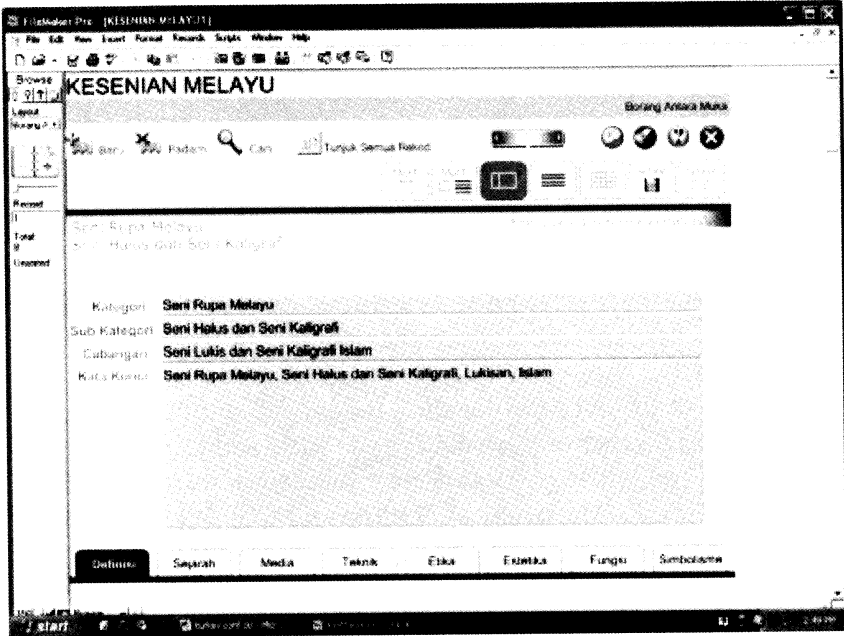 FileMaker Pro - [KESENIAN MELAYU1]
File Edit View Insert Format Records Scripts Window Help
Browse
KESENIAN MELAYU
Layout
Borang Antara Muka
Baru Padam Cari Tunjuk Semua Rekod
Record
1
Total
Unsorted
Seni Rupa Melayu
Seni Halus dan Seni Kaligrafi
Kategori Seni Rupa Melayu
Sub Kategori Seni Halus dan Seni Kaligrafi
Cabangan Seni Lukis dan Seni Kaligrafi Islam
Kata Kunci Seni Rupa Melayu, Seni Halus dan Seni Kaligrafi, Lukisan, Islam
Definisi Sejarah Media Teknik Etika Estetika Fungsi Simbolisme
start